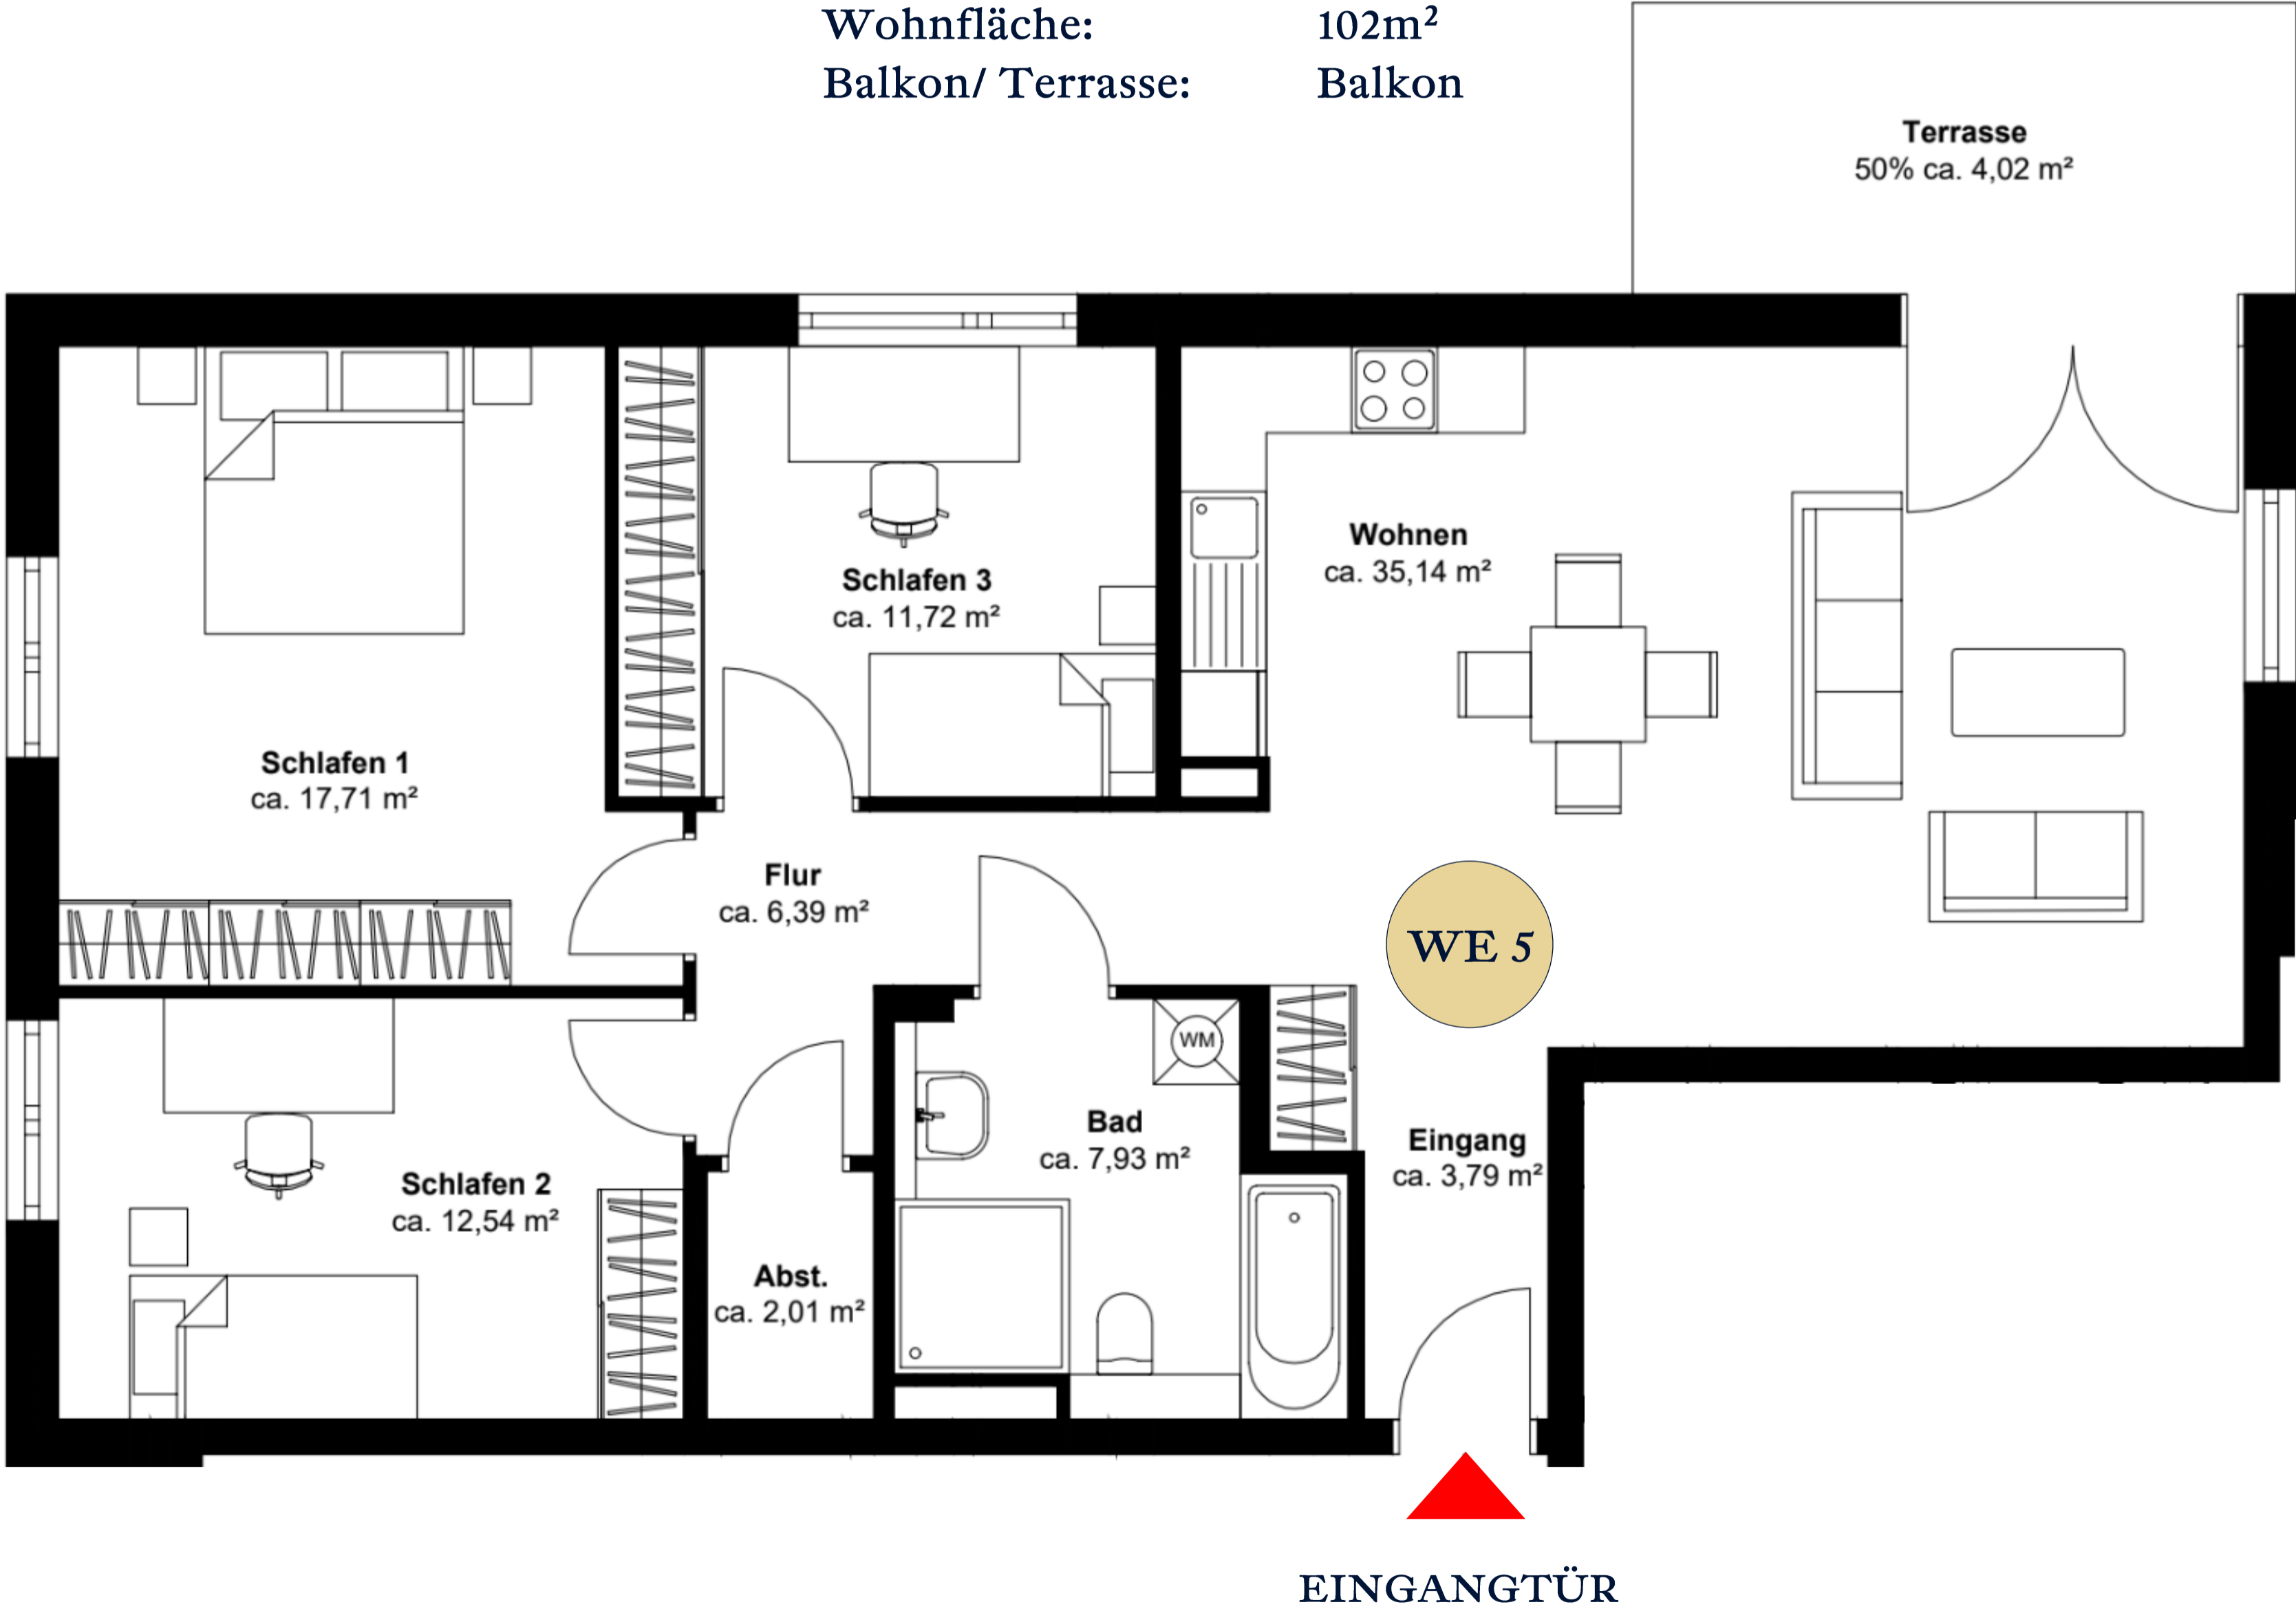 Wohnfläche: 102m²
Balkon/ Terrasse: Balkon
Terrasse
50% ca. 4,02 m²
Wohnen
ca. 35,14 m²
Schlafen 3
ca. 11,72 m²
Schlafen 1
ca. 17,71 m²
Flur
ca. 6,39 m²
WE 5
WM
Bad
ca. 7,93 m²
Eingang
ca. 3,79 m²
Schlafen 2
ca. 12,54 m²
Abst.
ca. 2,01 m²
EINGANGTÜR